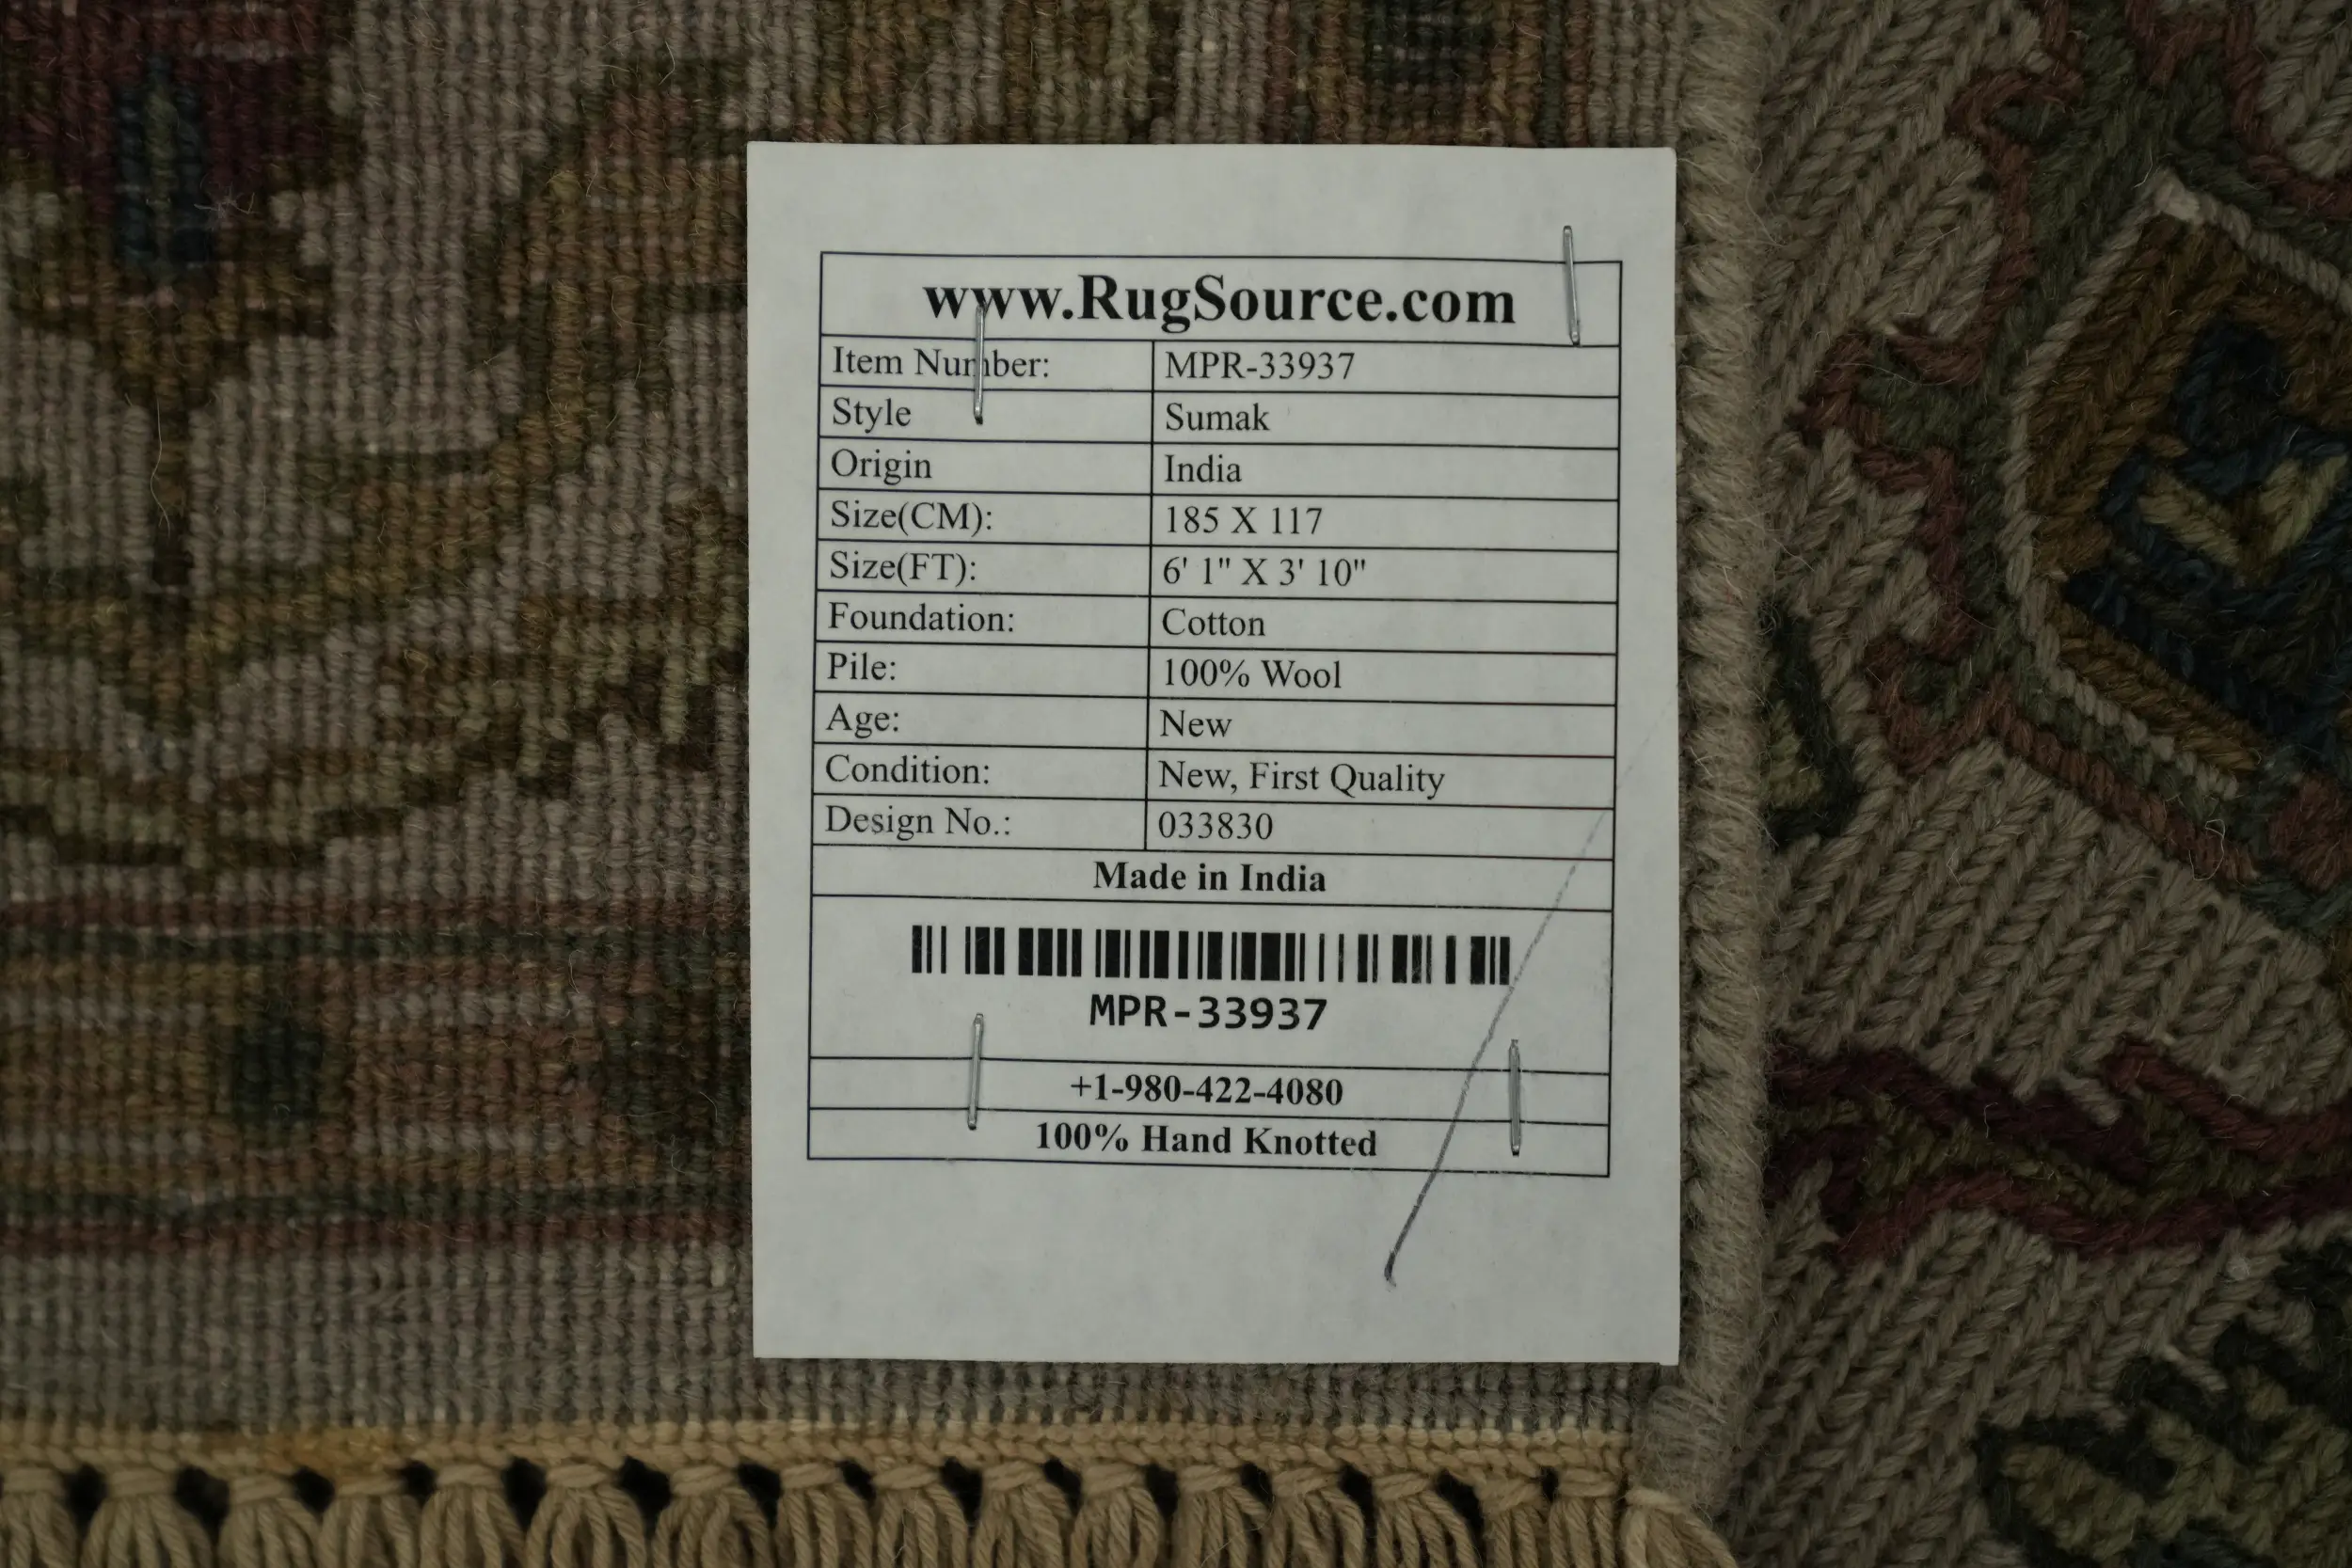 www.RugSource.com
Item Number: MPR-33937
Style Sumak
Origin India
Size(CM): 185 X 117
Size(FT): 6' 1" X 3' 10"
Foundation: Cotton
Pile: 100% Wool
Age: New
Condition: New, First Quality
Design No.: 033830
Made in India
MPR-33937
+1-980-422-4080
100% Hand Knotted